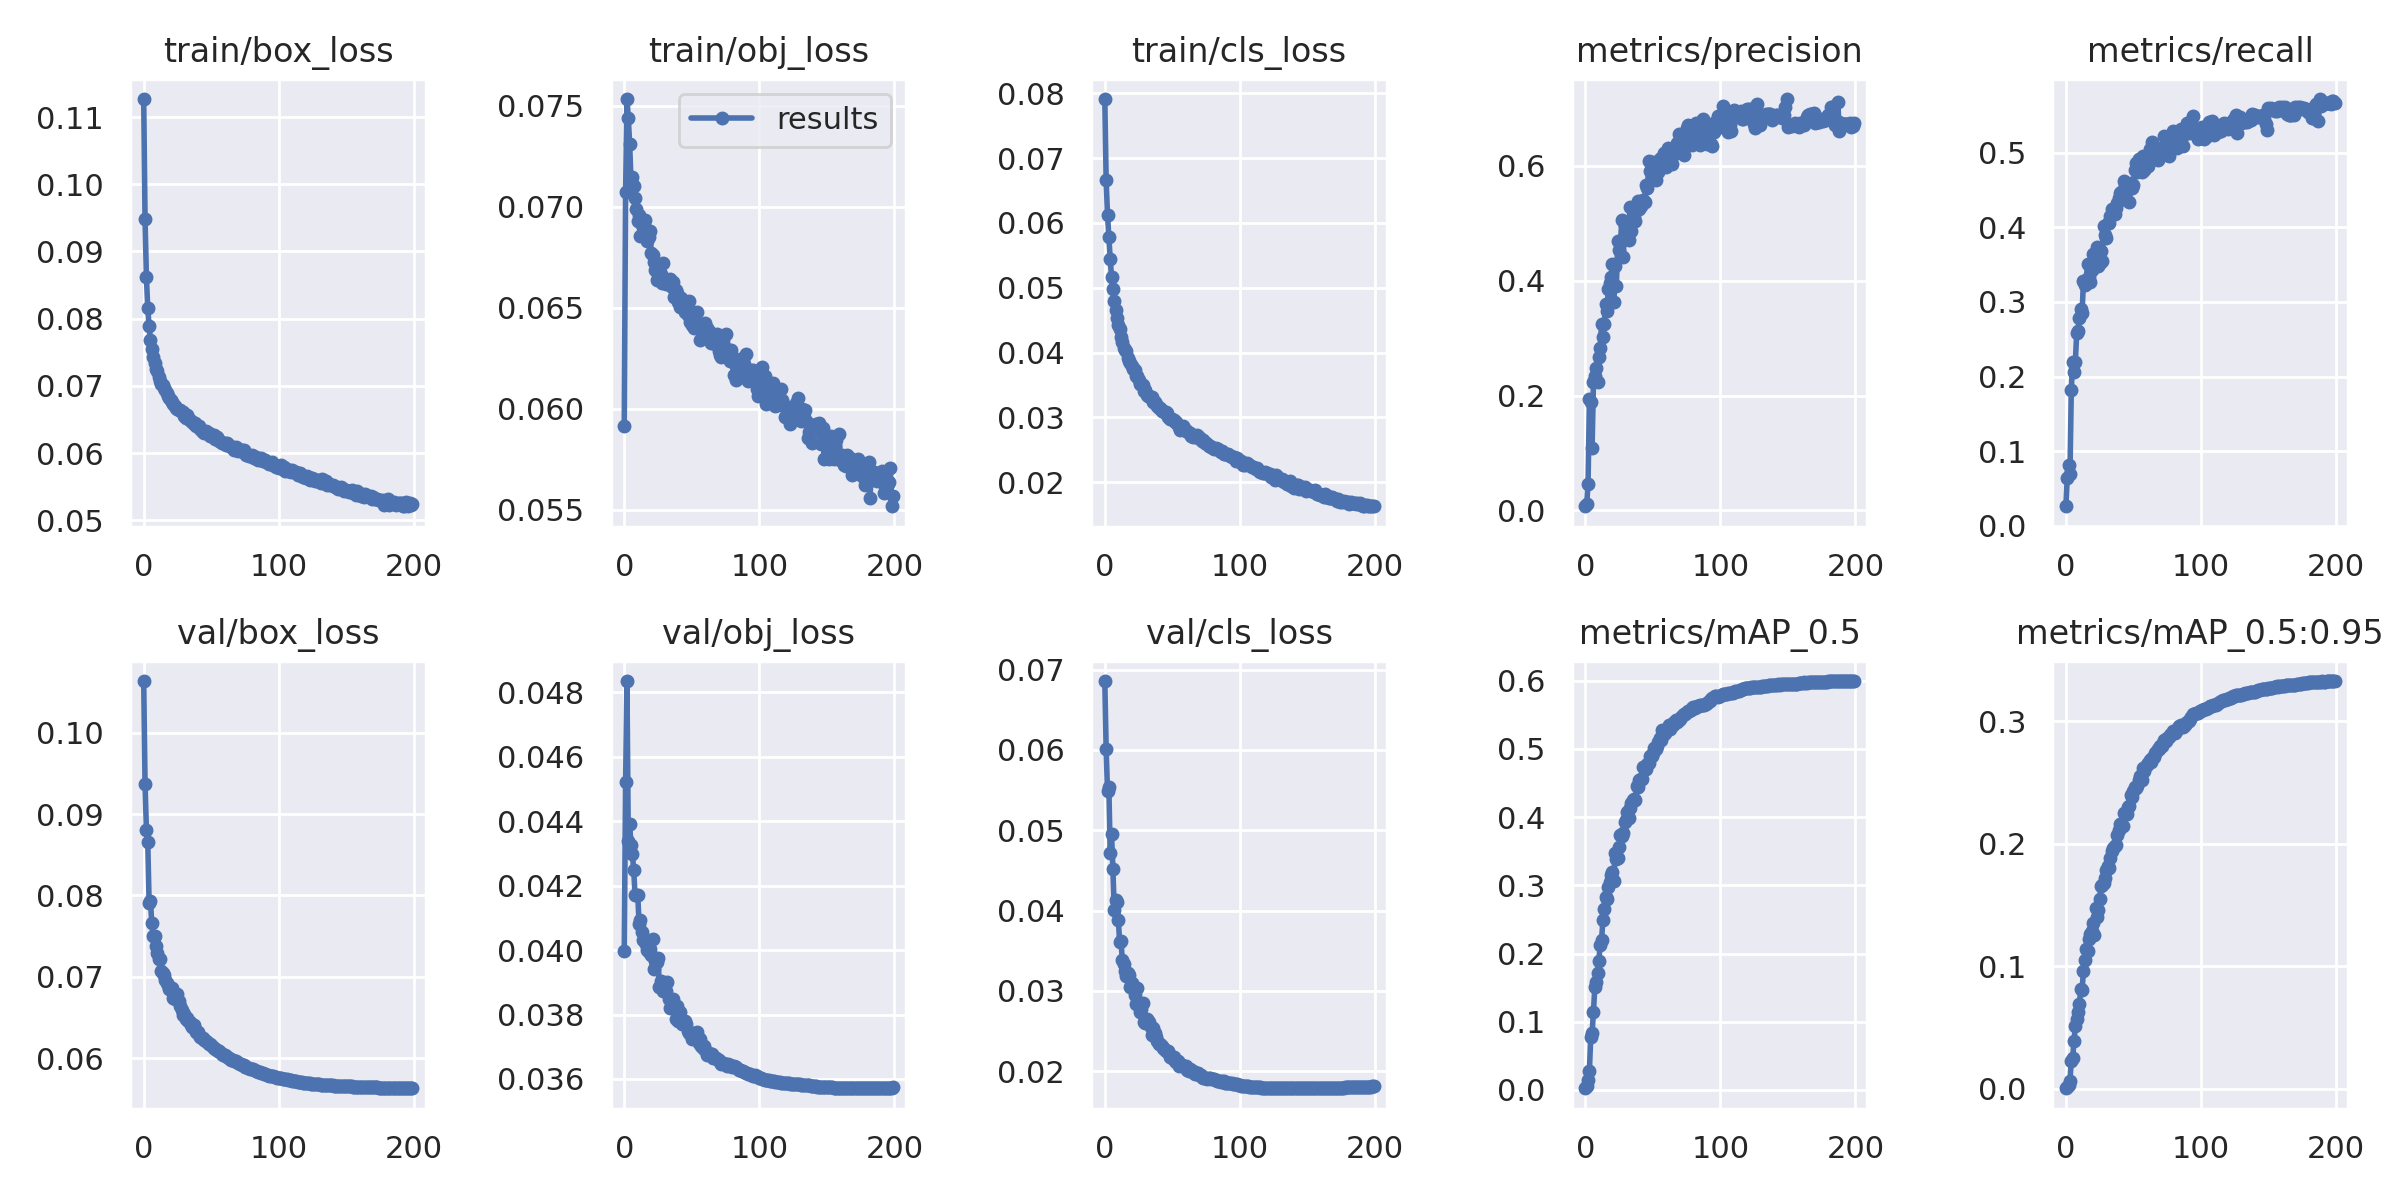 train/box_loss
0.11
0.10
0.09
0.08
0.07
0.06
0.05
0 100 200
train/obj_loss
results
0.075
0.070
0.065
0.060
0.055
0 100 200
train/cls_loss
0.08
0.07
0.06
0.05
0.04
0.03
0.02
0 100 200
metrics/precision
0.6
0.4
0.2
0.0
0 100 200
metrics/recall
0.5
0.4
0.3
0.2
0.1
0.0
0 100 200
val/box_loss
0.10
0.09
0.08
0.07
0.06
0 100 200
val/obj_loss
0.048
0.046
0.044
0.042
0.040
0.038
0.036
0 100 200
val/cls_loss
0.07
0.06
0.05
0.04
0.03
0.02
0 100 200
metrics/mAP_0.5
0.6
0.5
0.4
0.3
0.2
0.1
0.0
0 100 200
metrics/mAP_0.5:0.95
0.3
0.2
0.1
0.0
0 100 200